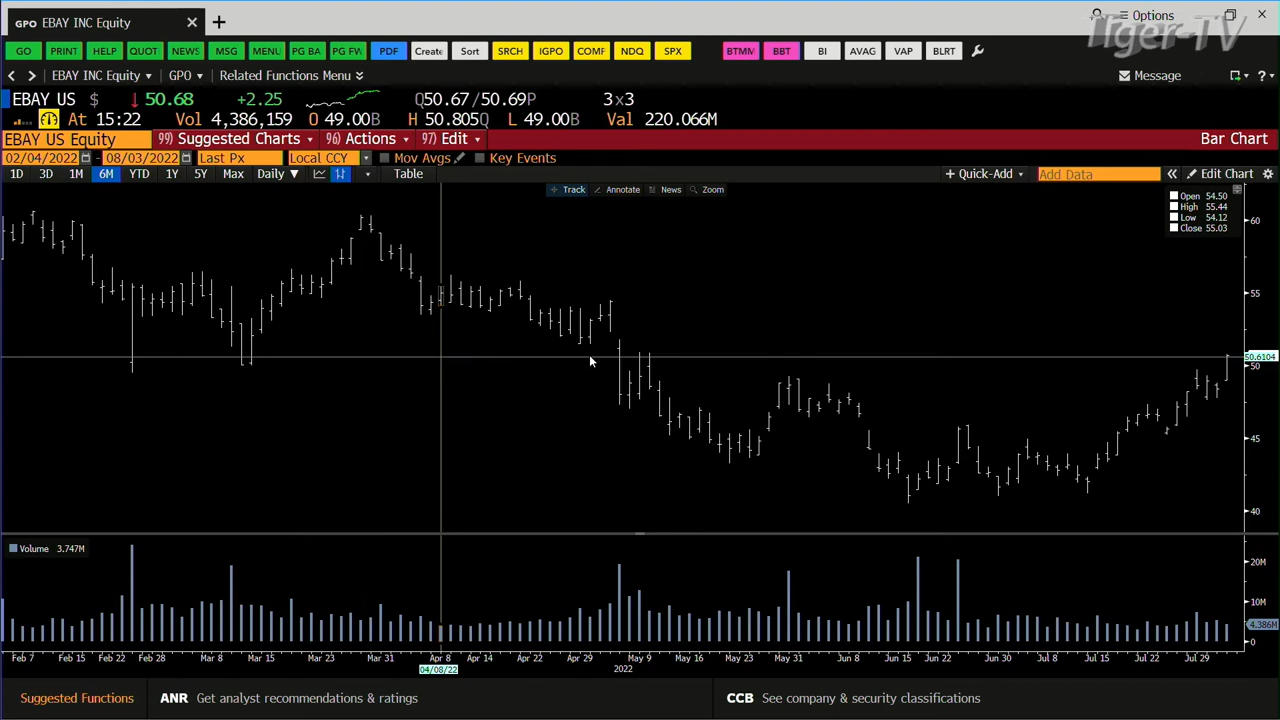 GPO EBAY INC Equity × + Options
Tiger-TV
GO PRINT HELP QUOT NEWS MSG MENU PG BA PG FW PDF Create Sort SRCH IGPO COMF NDQ SPX BTMM BBT BI AVAG VAP BLRT
EBAY INC Equity GPO Related Functions Menu Message ?
EBAY US $ ↓50.68 +2.25 Q50.67/50.69P 3x3
At 15:22 Vol 4,386,159 O 49.00B H 50.805Q L 49.00B Val 220.066M
EBAY US Equity 99) Suggested Charts 96) Actions 97) Edit Bar Chart
02/04/2022 - 08/03/2022 Last Px Local CCY Mov Avgs Key Events
1D 3D 1M 6M YTD 1Y 5Y Max Daily ▼ Table + Quick-Add Add Data « Edit Chart
Track Annotate News Zoom
Open 54.50
High 55.44
Low 54.12
Close 55.03
60
55
50.6104
50
45
40
Volume 3.747M
20M
10M
4.386M
0
Feb 7 Feb 15 Feb 22 Feb 28 Mar 8 Mar 15 Mar 23 Mar 31 Apr 8 Apr 14 Apr 22 Apr 29 May 9 May 16 May 23 May 31 Jun 8 Jun 15 Jun 22 Jun 30 Jul 8 Jul 15 Jul 22 Jul 29
04/08/22 2022
Suggested Functions ANR Get analyst recommendations & ratings CCB See company & security classifications